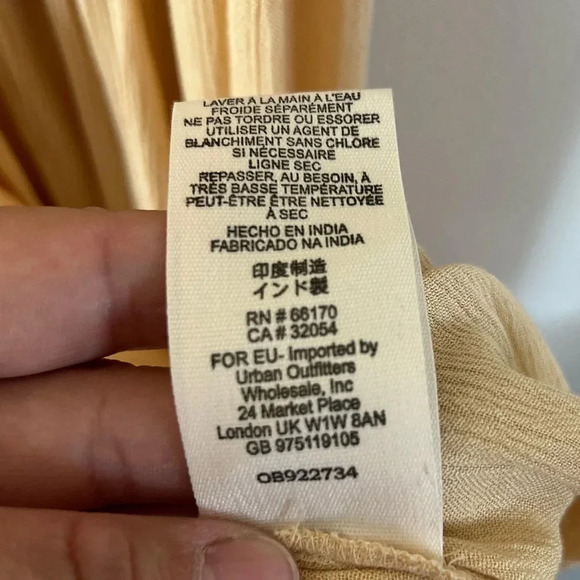 LAVER À LA MAIN À L'EAU
FROIDE SÉPARÉMENT
NE PAS TORDRE OU ESSORER
UTILISER UN AGENT DE
BLANCHIMENT SANS CHLORE
SI NÉCESSAIRE
LIGNE SEC
REPASSER, AU BESOIN, À
TRÈS BASSE TEMPÉRATURE
PEUT-ÊTRE ÊTRE NETTOYÉE
À SEC
HECHO EN INDIA
FABRICADO NA INDIA
印度制造
インド製
RN # 66170
CA # 32054
FOR EU- Imported by
Urban Outfitters
Wholesale, Inc
24 Market Place
London UK W1W 8AN
GB 975119105
OB922734